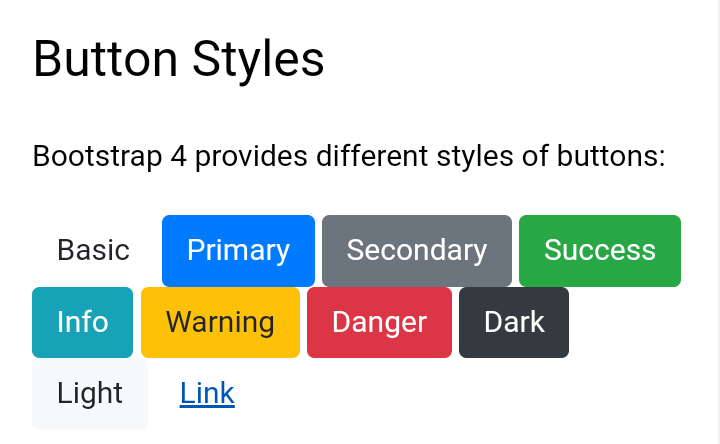 Button Styles
Bootstrap 4 provides different styles of buttons:
Basic Primary Secondary Success
Info Warning Danger Dark
Light Link